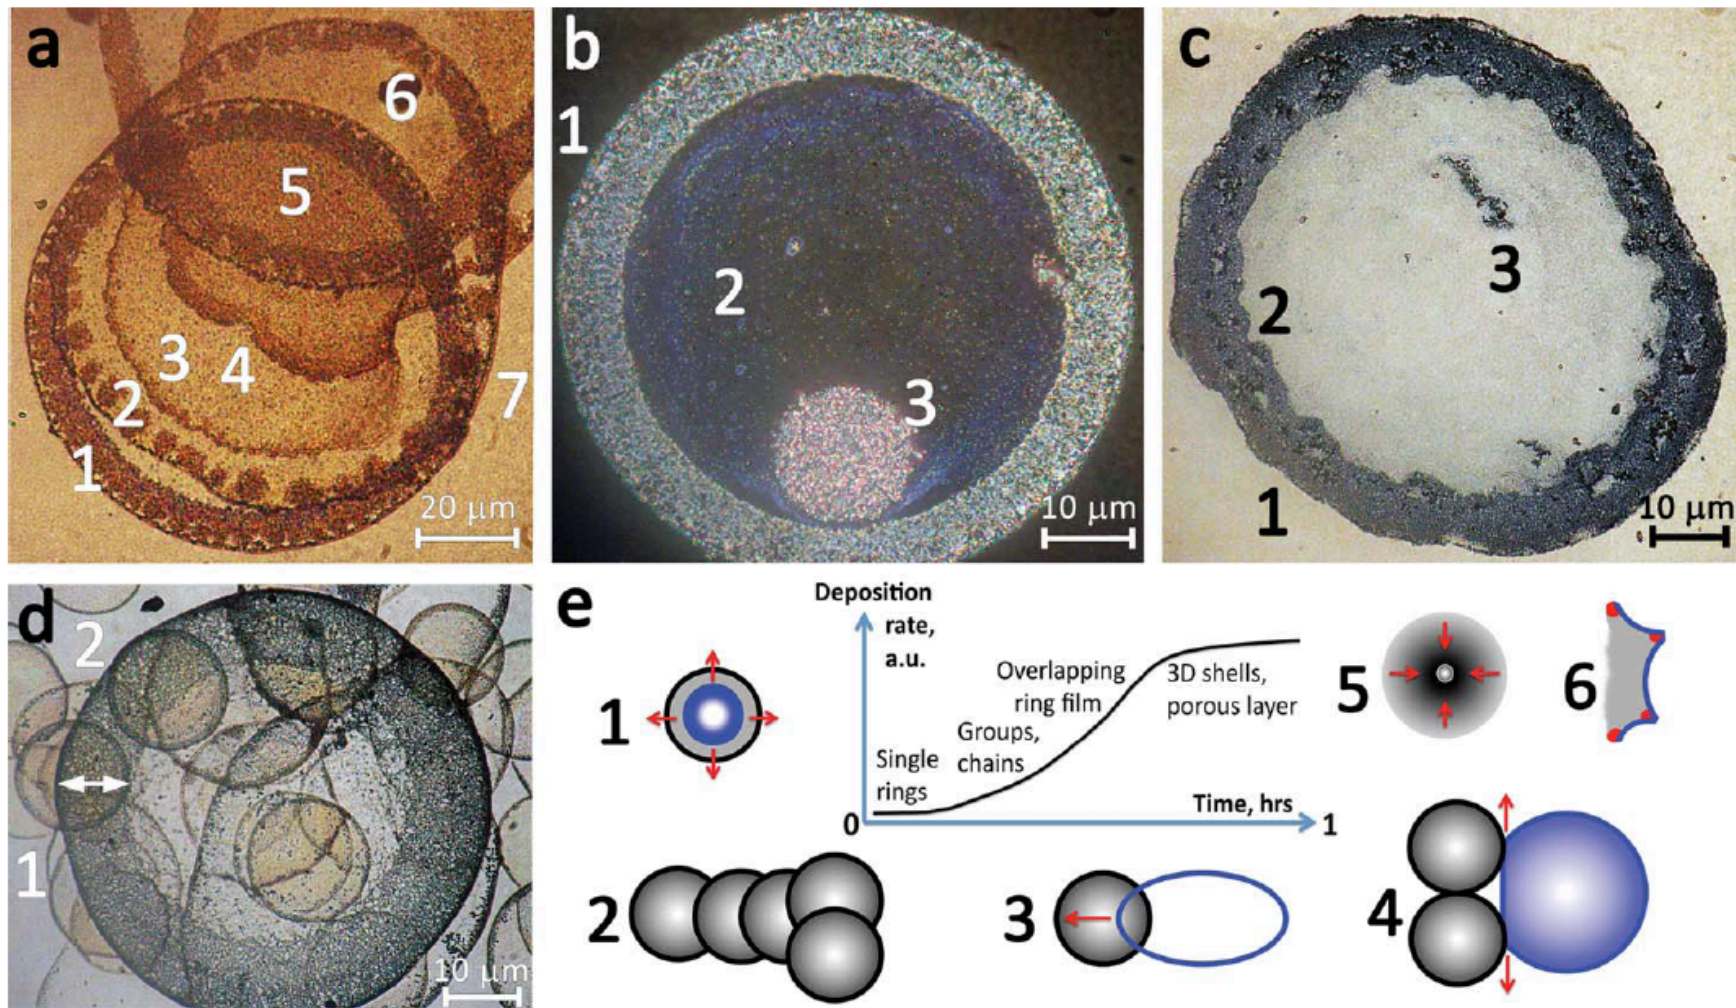 a
6
5
3
4
2
1
7
20 μm
b
1
2
3
10 μm
c
2
3
1
10 μm
d
2
1
10 μm
e
Deposition
rate,
a.u.
1
Single
rings
Groups,
chains
Overlapping
ring film
3D shells,
porous layer
Time, hrs
0
1
5
6
2
3
4